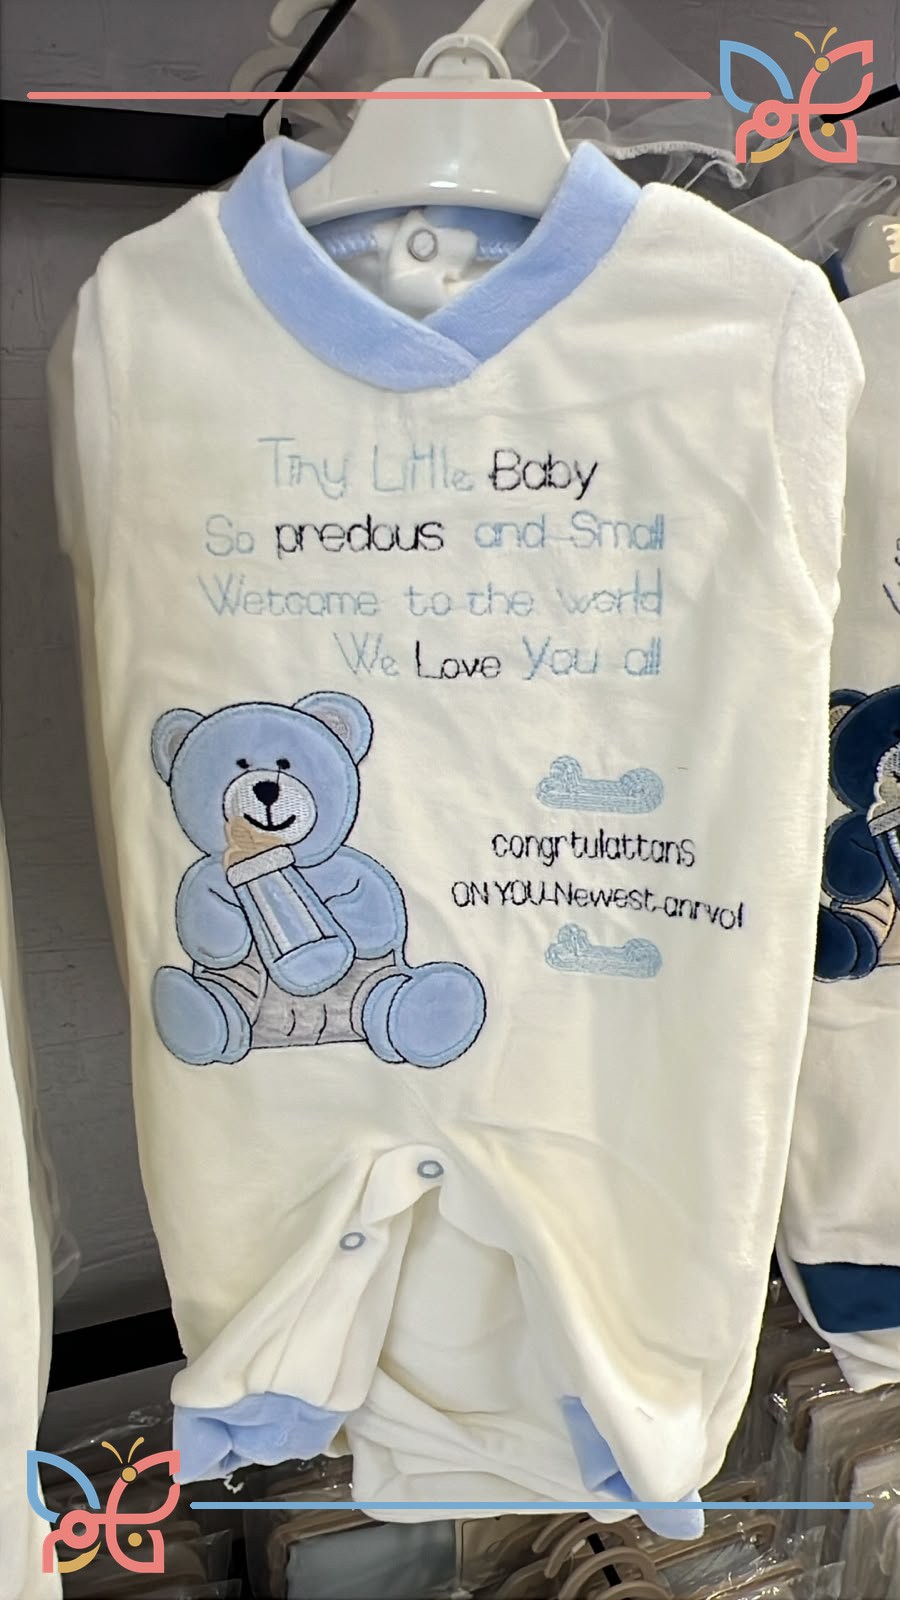 Tiny Little Baby
So predous and Small
Wetcome to the world
We Love You all
congrtulattans
ON YOU Newest anrvol